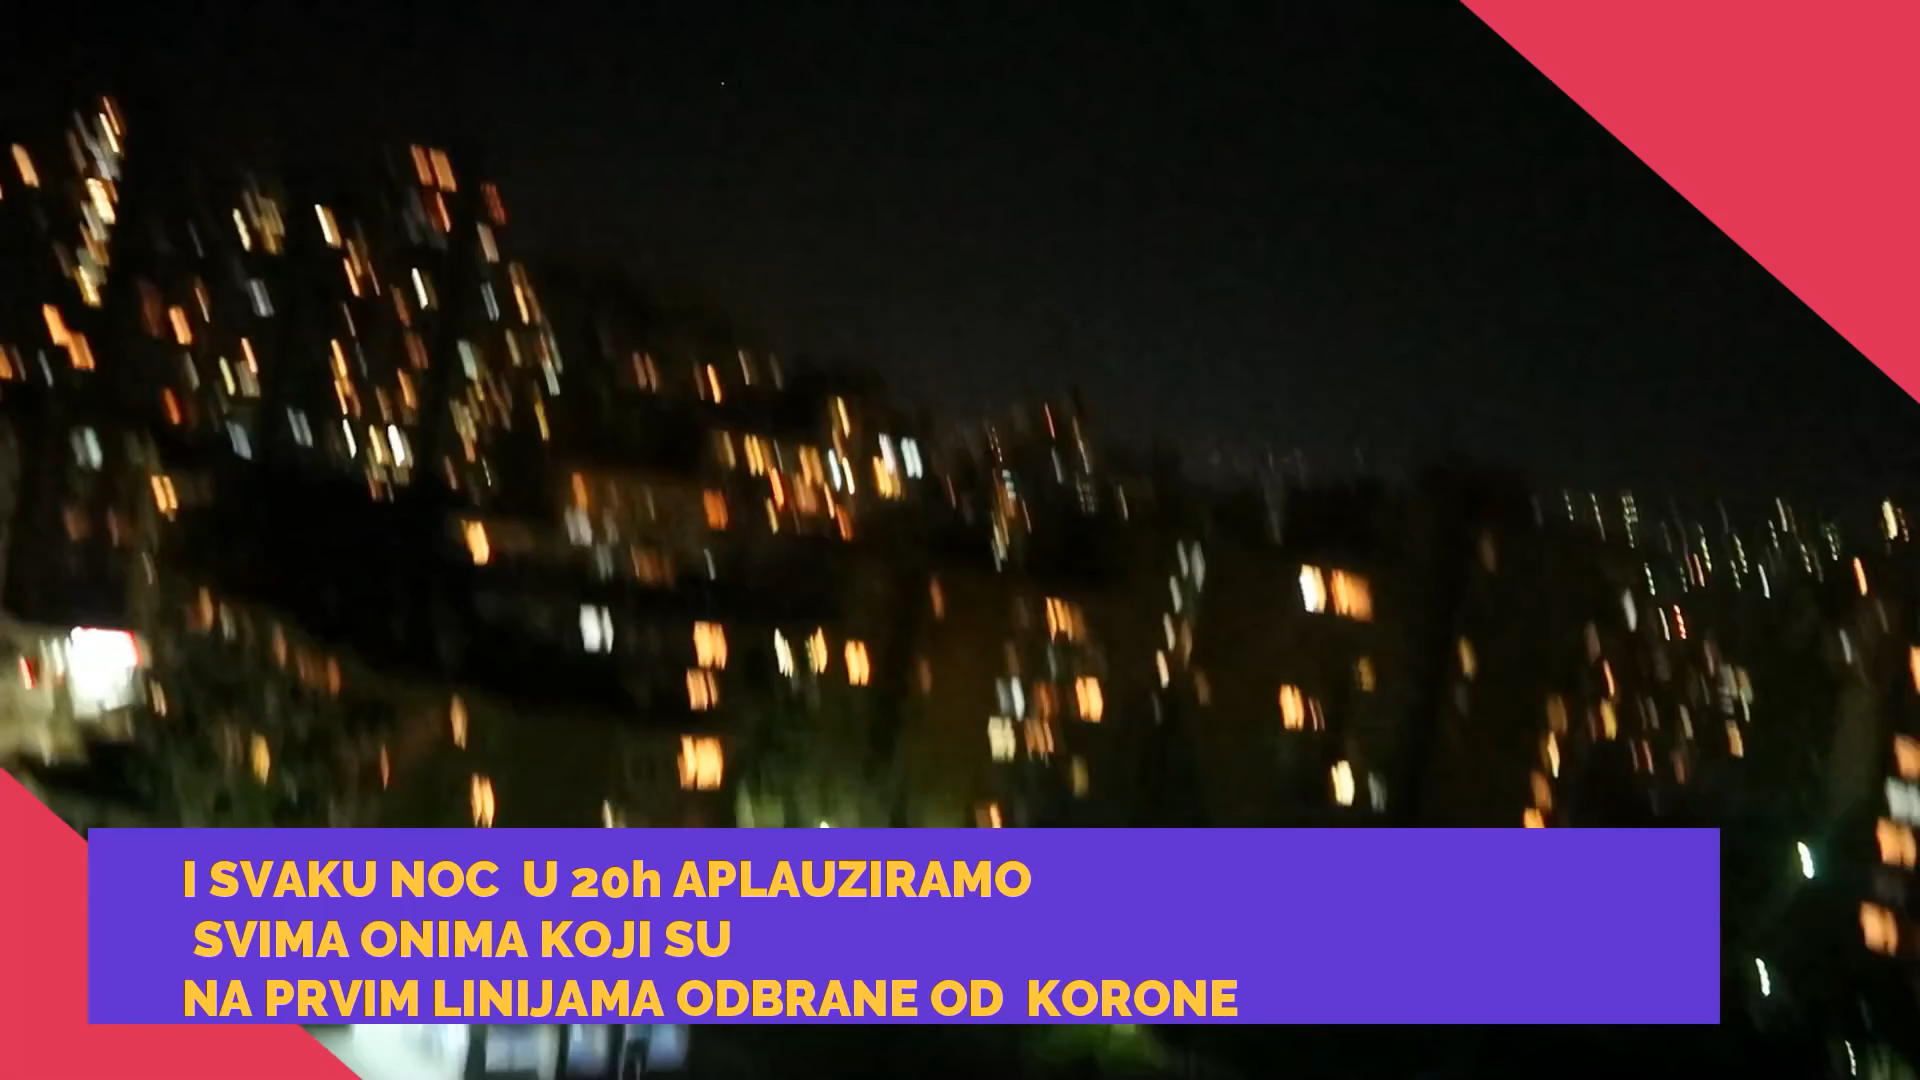 I SVAKU NOC U 20h APLAUZIRAMO
SVIMA ONIMA KOJI SU
NA PRVIM LINIJAMA ODBRANE OD KORONE